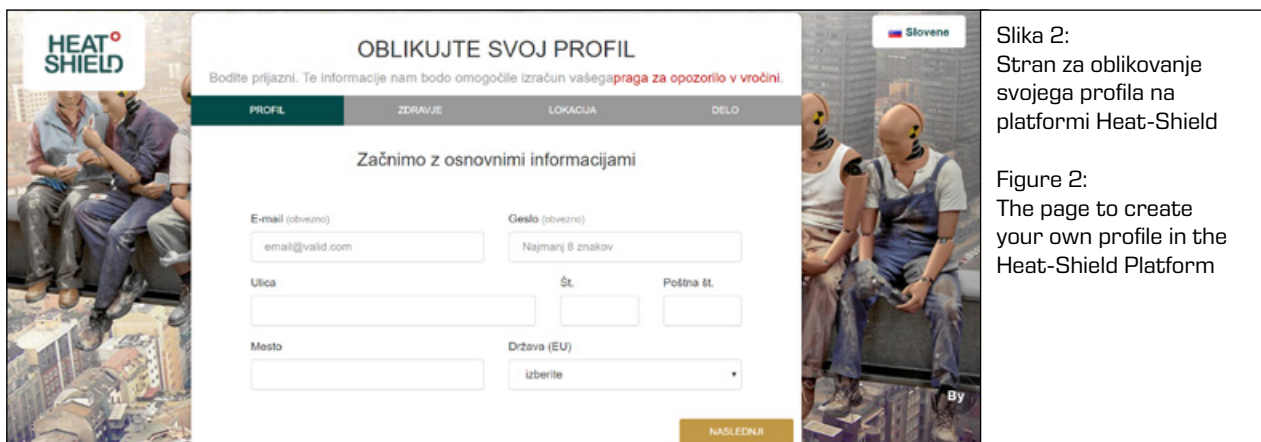 HEAT°
SHIELD
OBLIKUJTE SVOJ PROFIL
Slovene
Bodite prijazni. Te informacije nam bodo omogočile izračun vašegapraga za opozorilo v vročini.
PROFIL ZDRAVJE LOKACIJA DELO
Začnimo z osnovnimi informacijami
E-mail (obvezno) Geslo (obvezno)
email@valid.com Najmanj 8 znakov
Ulica Št. Poštna št.
Mesto Država (EU)
izberite
By
NASLEDNJI
Slika 2:
Stran za oblikovanje
svojega profila na
platformi Heat-Shield
Figure 2:
The page to create
your own profile in the
Heat-Shield Platform